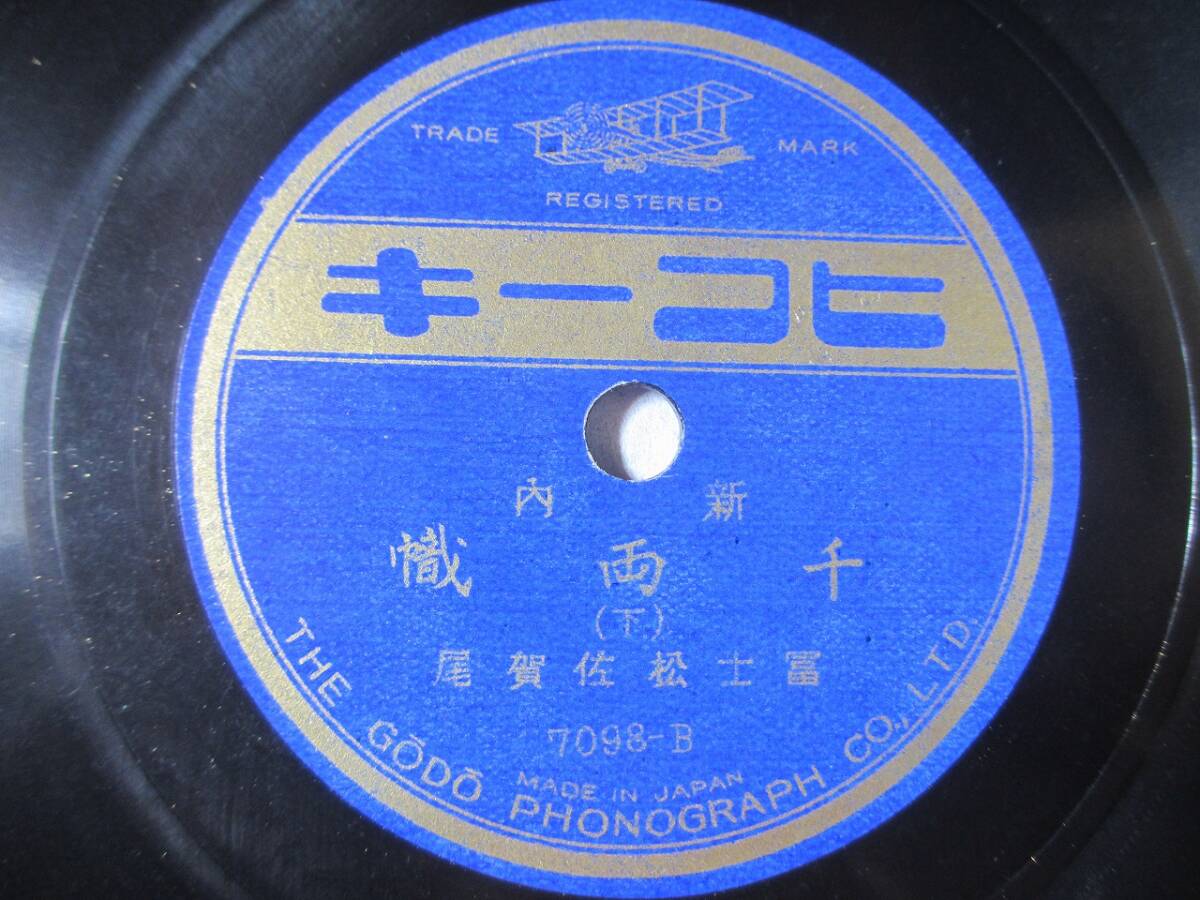 TRADE MARK
REGISTERED
ヒコーキ
新内
千両幟
(下)
冨士松佐賀尾
7098-B
MADE IN JAPAN
THE GŌDŌ PHONOGRAPH CO., LTD.